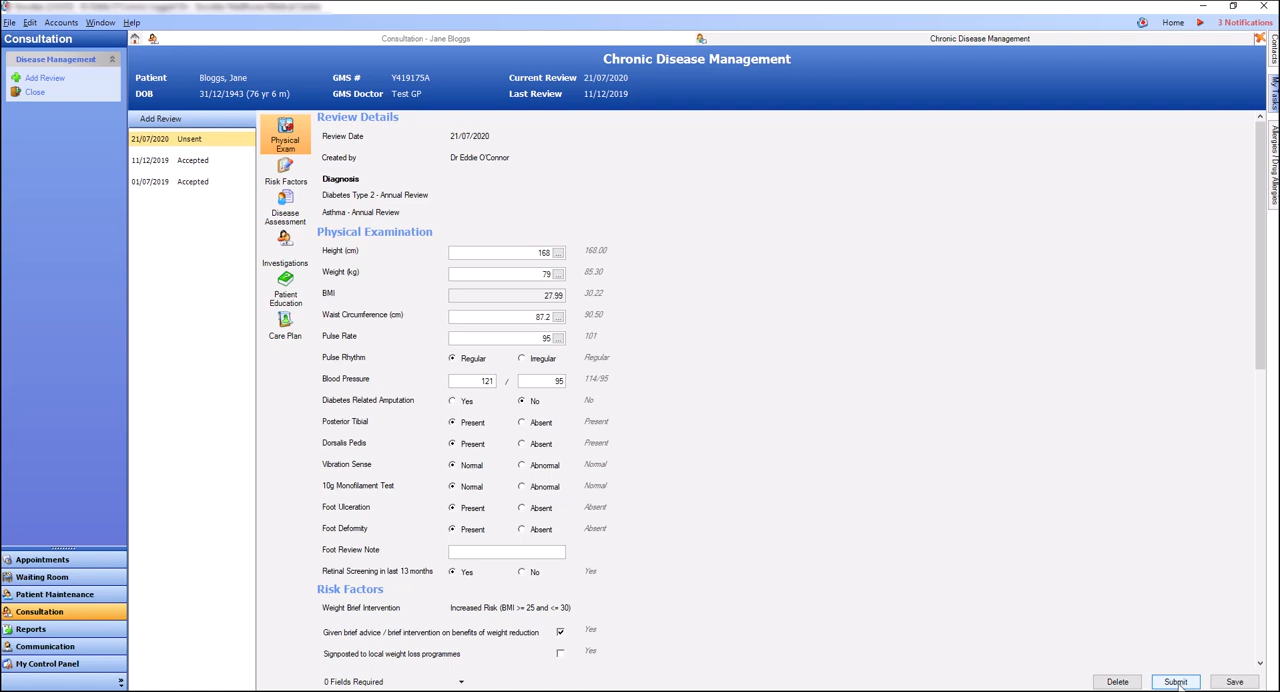 File Edit Accounts Window Help Home 3 Notifications
Consultation Consultation - Jane Bloggs Chronic Disease Management
Disease Management
Add Review
Close
Chronic Disease Management
Patient Bloggs, Jane GMS # Y419175A Current Review 21/07/2020
DOB 31/12/1943 (76 yr 6 m) GMS Doctor Test GP Last Review 11/12/2019
Add Review
21/07/2020 Unsent
11/12/2019 Accepted
01/07/2019 Accepted
Physical
Exam
Risk Factors
Disease
Assessment
Investigations
Patient
Education
Care Plan
Review Details
Review Date 21/07/2020
Created by Dr Eddie O'Connor
Diagnosis
Diabetes Type 2 - Annual Review
Asthma - Annual Review
Physical Examination
Height (cm) 168 ... 168.00
Weight (kg) 79 ... 85.30
BMI 27.99 30.22
Waist Circumference (cm) 87.2 ... 90.50
Pulse Rate 95 ... 101
Pulse Rhythm Regular Irregular Regular
Blood Pressure 121 / 95 114/95
Diabetes Related Amputation Yes No No
Posterior Tibial Present Absent Present
Dorsalis Pedis Present Absent Present
Vibration Sense Normal Abnormal Normal
10g Monofilament Test Normal Abnormal Normal
Foot Ulceration Present Absent Absent
Foot Deformity Present Absent Absent
Foot Review Note
Retinal Screening in last 13 months Yes No Yes
Risk Factors
Weight Brief Intervention Increased Risk (BMI >= 25 and <= 30)
Given brief advice / brief intervention on benefits of weight reduction Yes
Signposted to local weight loss programmes Yes
0 Fields Required
Delete Submit Save
Appointments
Waiting Room
Patient Maintenance
Consultation
Reports
Communication
My Control Panel
Contacts
My Tasks
Allergies / Drug Allergies